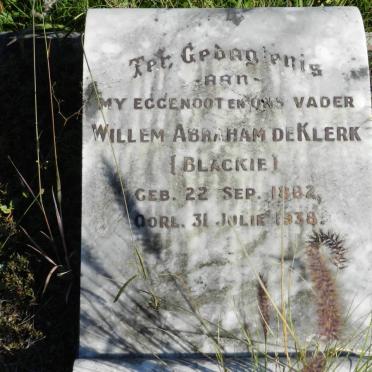 Ter Gedagtenis
-AAN-
MY EGGENOOT EN ONS VADER
WILLEM ABRAHAM DE KLERK
(BLACKIE)
GEB. 22 SEP. 1882,
OORL. 31 JULIE 1938.